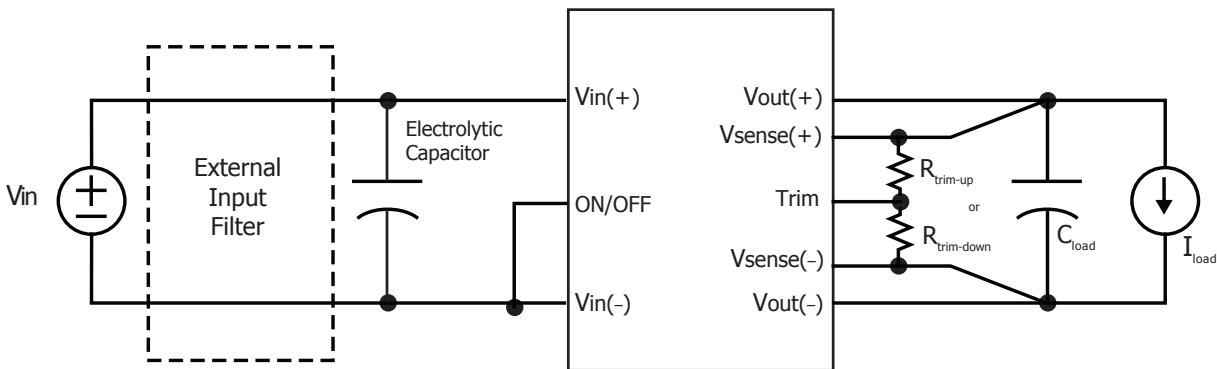 Vin
External
Input
Filter
Electrolytic
Capacitor
Vin(+)
ON/OFF
Vin(–)
Vout(+)
Vsense(+)
Trim
Vsense(–)
Vout(–)
Rtrim-up
or
Rtrim-down
Cload
Iload